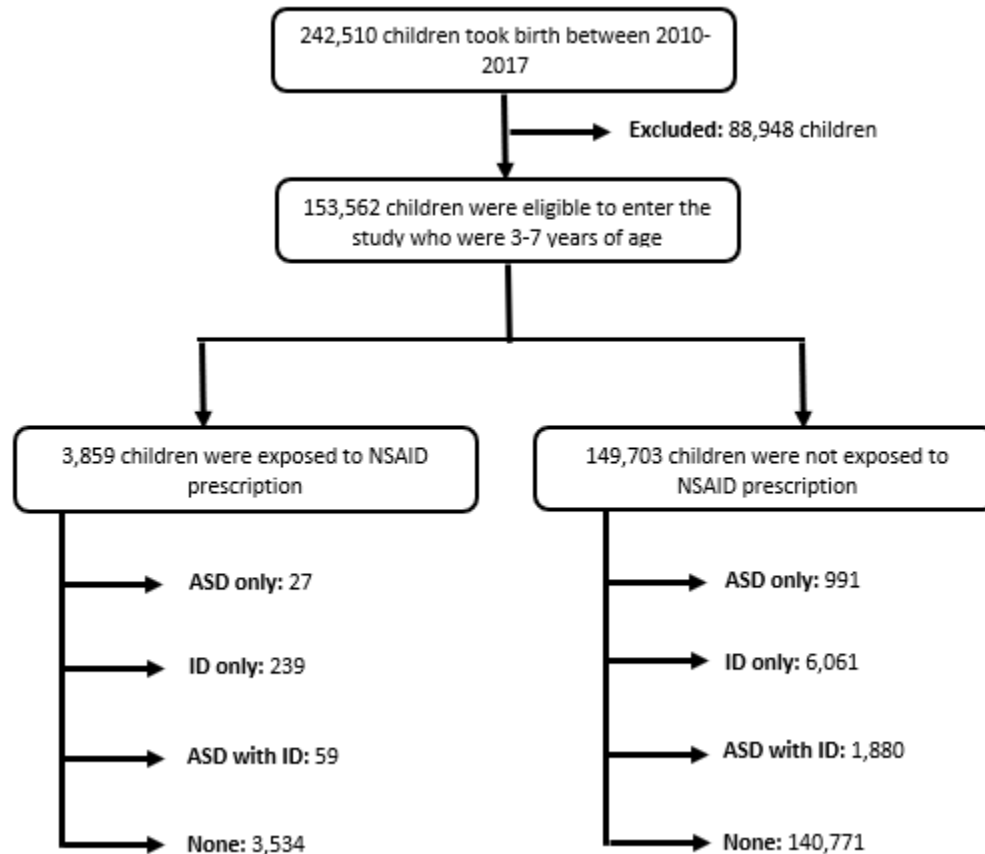 242,510 children took birth between 2010-
2017
Excluded: 88,948 children
153,562 children were eligible to enter the
study who were 3-7 years of age
3,859 children were exposed to NSAID
prescription
149,703 children were not exposed to
NSAID prescription
ASD only: 27
ID only: 239
ASD with ID: 59
None: 3,534
ASD only: 991
ID only: 6,061
ASD with ID: 1,880
None: 140,771